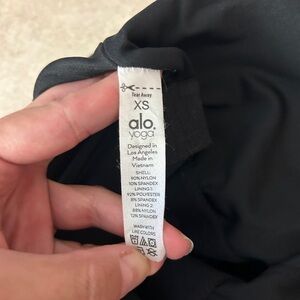 Tear Away
XS
alo.
yoga
Designed in
Los Angeles
Made in
Vietnam
SHELL:
90% NYLON
10% SPANDEX
LINING 1
92% POLYESTER
8% SPANDEX
LINING 2
88% NYLON
12% SPANDEX
WASH WITH
LIKE COLORS